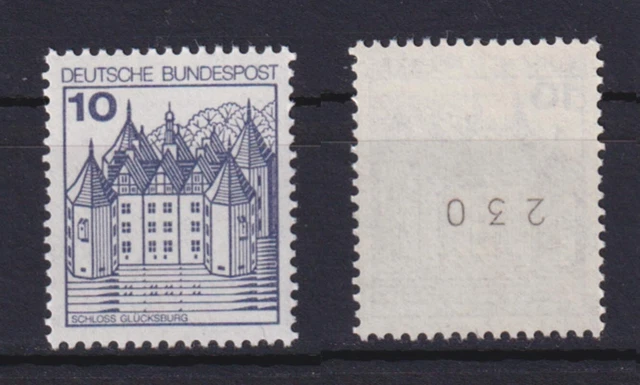 DEUTSCHE BUNDESPOST
10
SCHLOSS GLÜCKSBURG
230